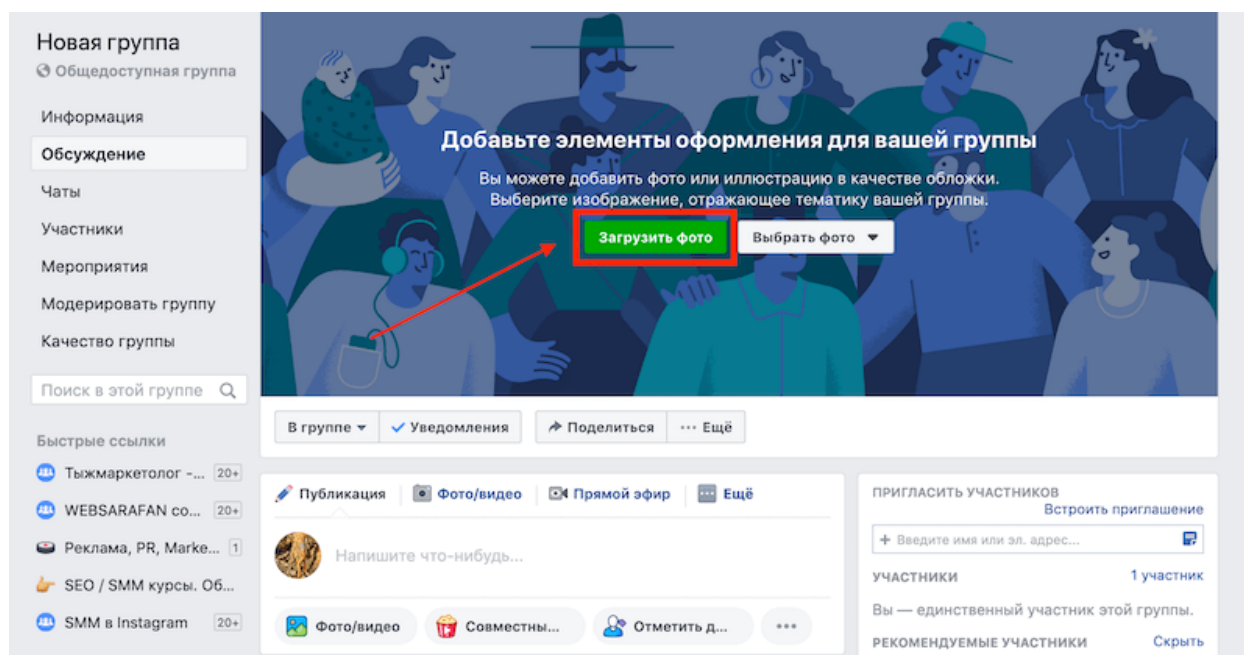 Новая группа
Общедоступная группа
Информация
Обсуждение
Чаты
Участники
Мероприятия
Модерировать группу
Качество группы
Поиск в этой группе
Быстрые ссылки
Тыжмаркетолог -... 20+
WEBSARAFAN co... 20+
Реклама, PR, Marke... 1
SEO / SMM курсы. Об...
SMM в Instagram 20+
Добавьте элементы оформления для вашей группы
Вы можете добавить фото или иллюстрацию в качестве обложки.
Выберите изображение, отражающее тематику вашей группы.
Загрузить фото Выбрать фото
В группе Уведомления Поделиться ··· Ещё
Публикация Фото/видео Прямой эфир Ещё
Напишите что-нибудь...
Фото/видео Совместны... Отметить д... ···
ПРИГЛАСИТЬ УЧАСТНИКОВ
Встроить приглашение
+ Введите имя или эл. адрес...
УЧАСТНИКИ 1 участник
Вы — единственный участник этой группы.
РЕКОМЕНДУЕМЫЕ УЧАСТНИКИ Скрыть